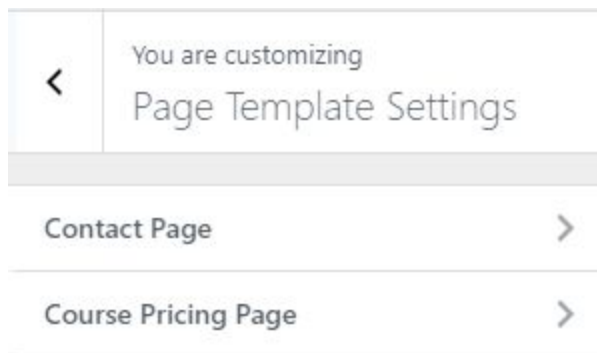 You are customizing
Page Template Settings
Contact Page
Course Pricing Page